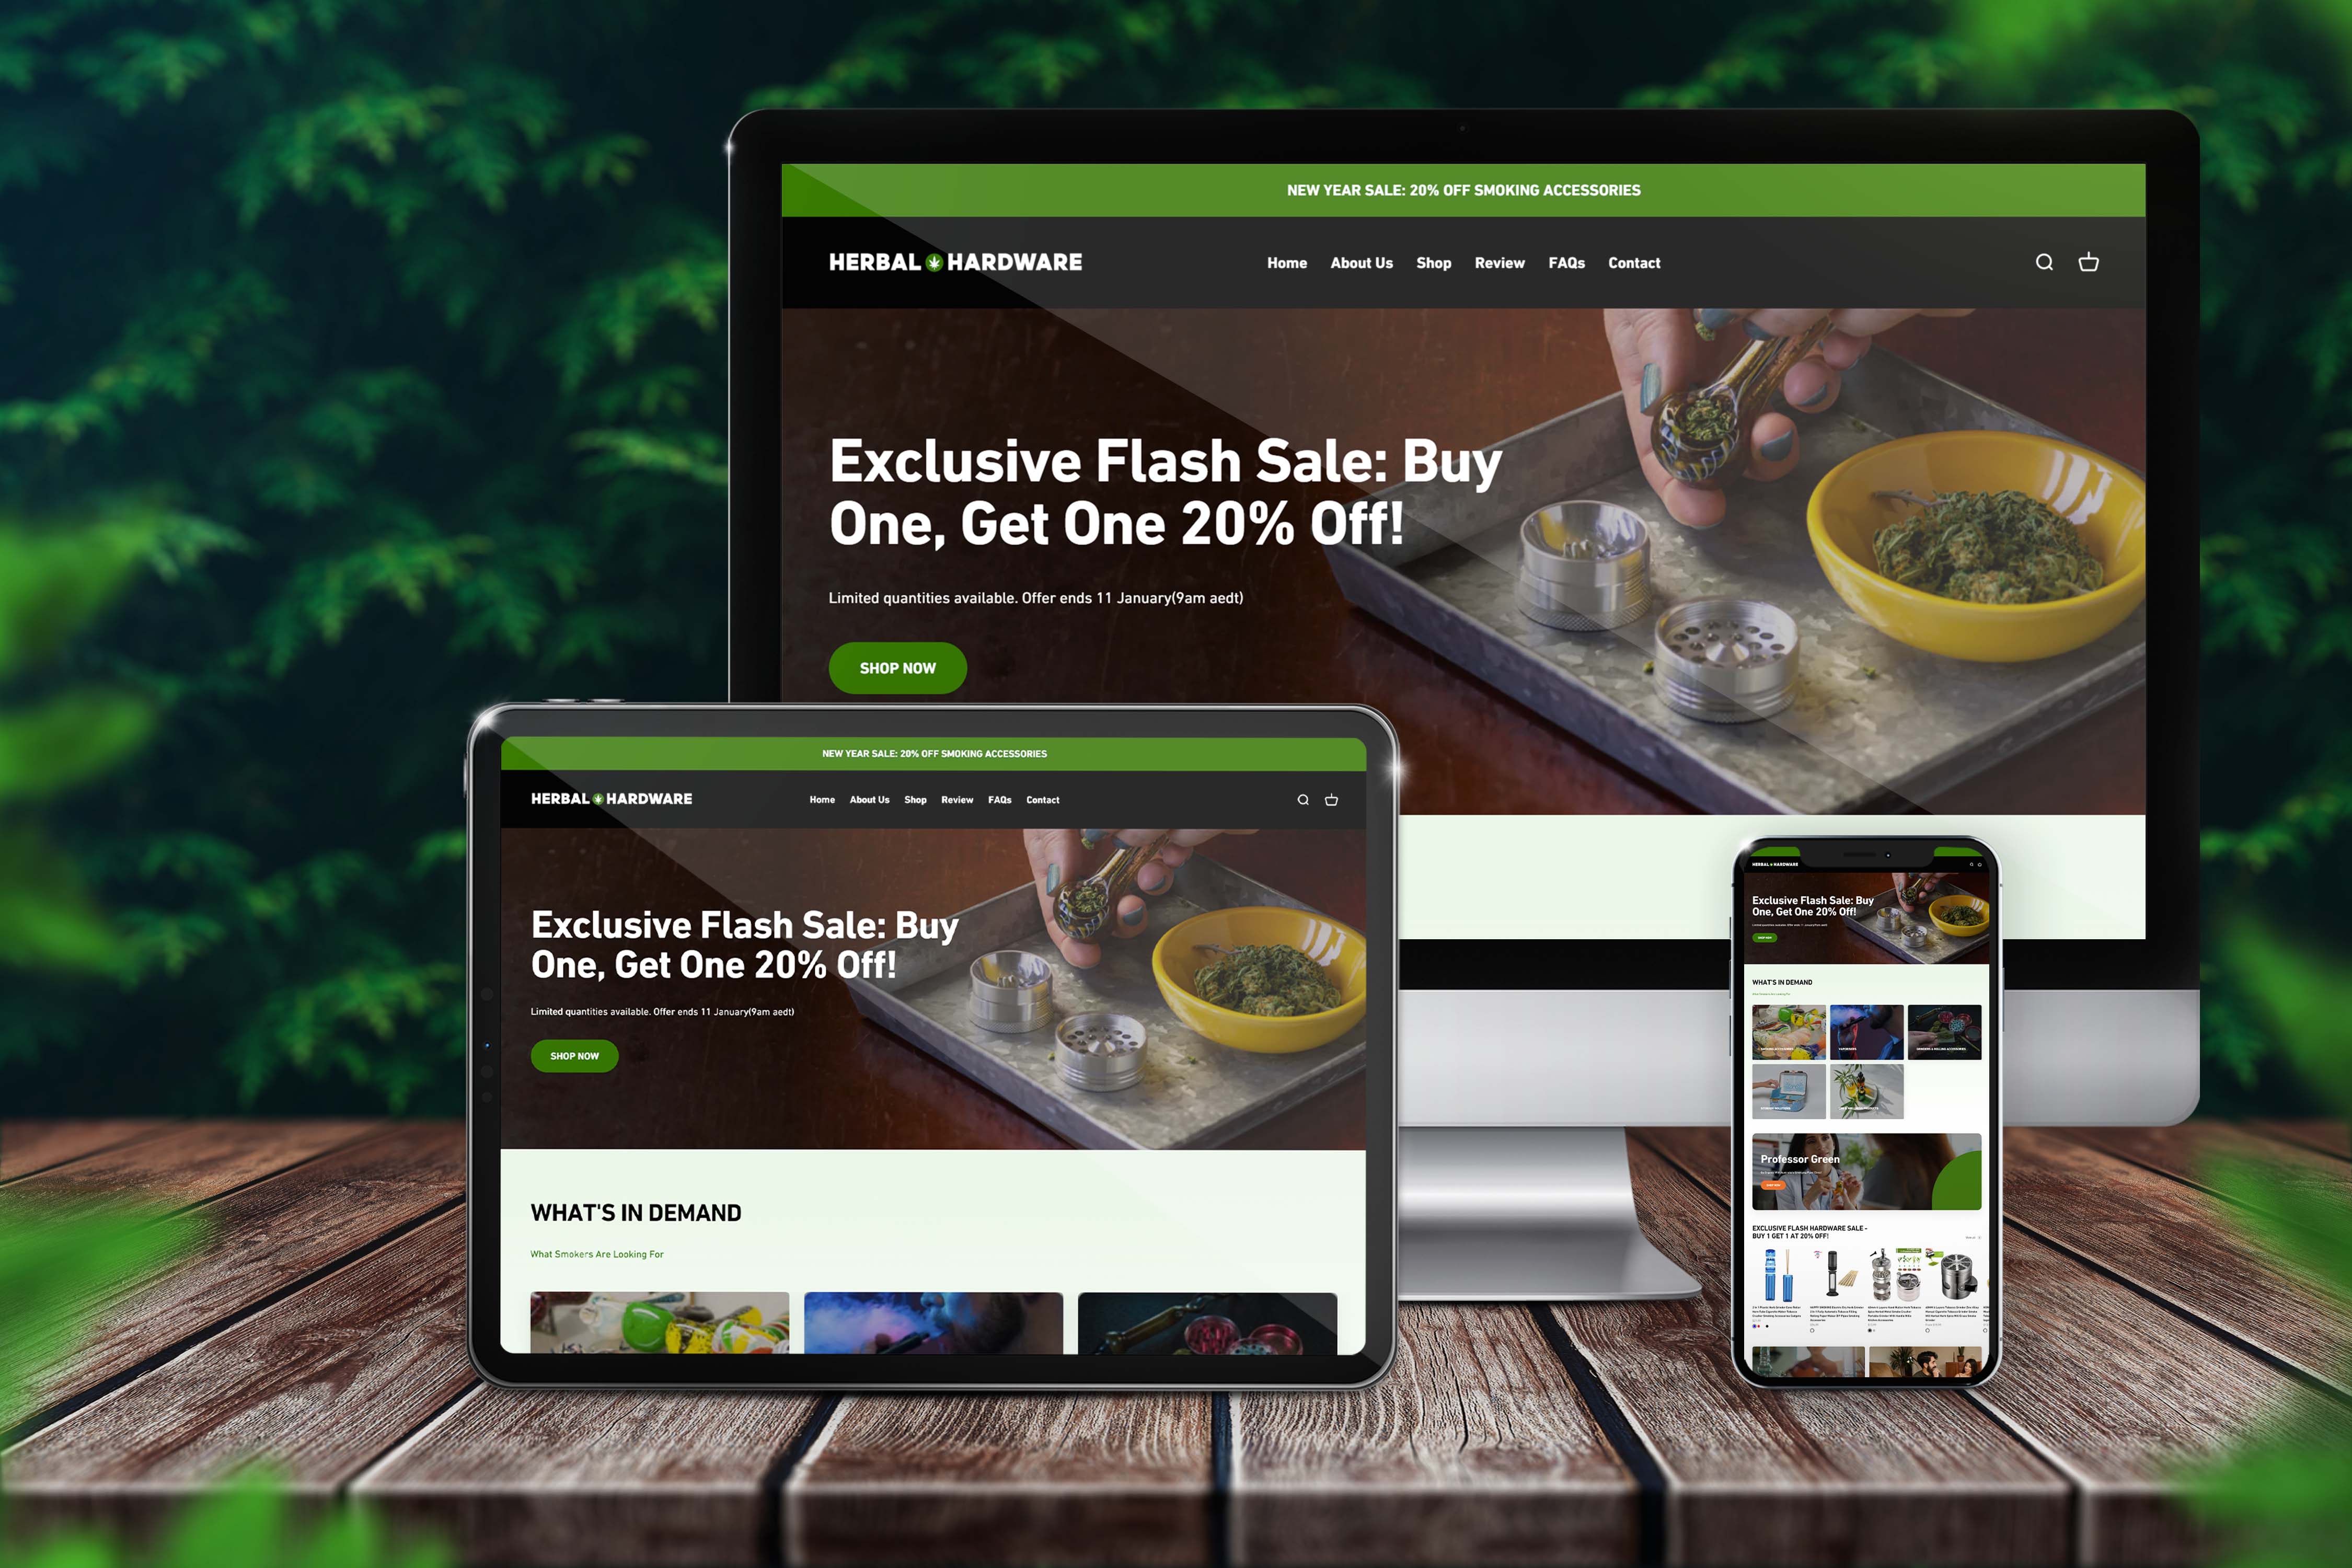 NEW YEAR SALE: 20% OFF SMOKING ACCESSORIES
HERBAL HARDWARE
Home About Us Shop Review FAQs Contact
Exclusive Flash Sale: Buy
One, Get One 20% Off!
Limited quantities available. Offer ends 11 January(9am aedt)
SHOP NOW
NEW YEAR SALE: 20% OFF SMOKING ACCESSORIES
HERBAL HARDWARE
Home About Us Shop Review FAQs Contact
Exclusive Flash Sale: Buy
One, Get One 20% Off!
Limited quantities available. Offer ends 11 January(9am aedt)
SHOP NOW
WHAT'S IN DEMAND
What Smokers Are Looking For
HERBAL HARDWARE
Exclusive Flash Sale: Buy
One, Get One 20% Off!
SHOP NOW
WHAT'S IN DEMAND
Professor Green
EXCLUSIVE FLASH HARDWARE SALE -
BUY 1 GET 1 AT 20% OFF!